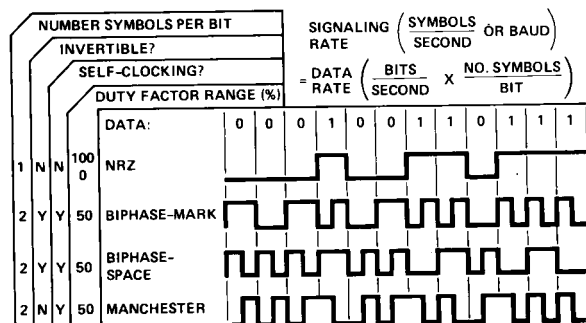 NUMBER SYMBOLS PER BIT
INVERTIBLE?
SELF-CLOCKING?
DUTY FACTOR RANGE (%)
SIGNALING RATE (SYMBOLS/SECOND OR BAUD)
= DATA RATE (BITS/SECOND X NO. SYMBOLS/BIT)
DATA: 0 0 0 1 0 0 1 1 0 1 1 1
1 N N 100 0 NRZ
2 Y Y 50 BIPHASE-MARK
2 Y Y 50 BIPHASE-SPACE
2 N Y 50 MANCHESTER